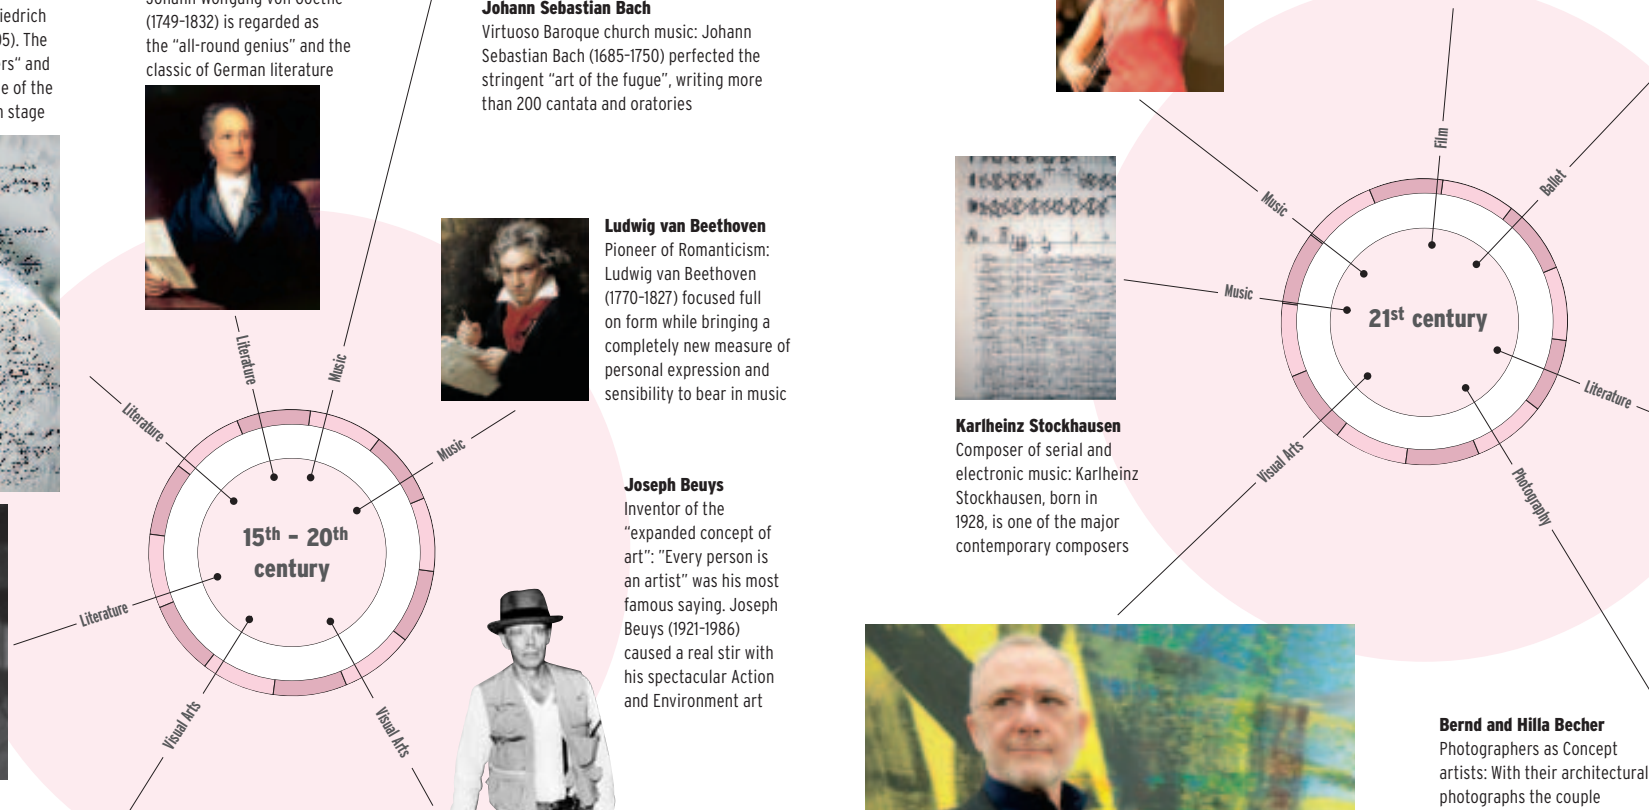 iedrich
5). The
ers“ and
e of the
n stage
Johann Wolfgang von Goethe
(1749-1832) is regarded as
the “all-round genius” and the
classic of German literature
Johann Sebastian Bach
Virtuoso Baroque church music: Johann
Sebastian Bach (1685-1750) perfected the
stringent “art of the fugue”, writing more
than 200 cantata and oratories
Ludwig van Beethoven
Pioneer of Romanticism:
Ludwig van Beethoven
(1770-1827) focused full
on form while bringing a
completely new measure of
personal expression and
sensibility to bear in music
Joseph Beuys
Inventor of the
“expanded concept of
art”: ”Every person is
an artist” was his most
famous saying. Joseph
Beuys (1921-1986)
caused a real stir with
his spectacular Action
and Environment art
Literature
Literature
Music
Music
Literature
Visual Arts
Visual Arts
15th - 20th
century
Karlheinz Stockhausen
Composer of serial and
electronic music: Karlheinz
Stockhausen, born in
1928, is one of the major
contemporary composers
Film
Ballet
Music
Music
Literature
Visual Arts
Photography
21st century
Bernd and Hilla Becher
Photographers as Concept
artists: With their architectural
photographs the couple